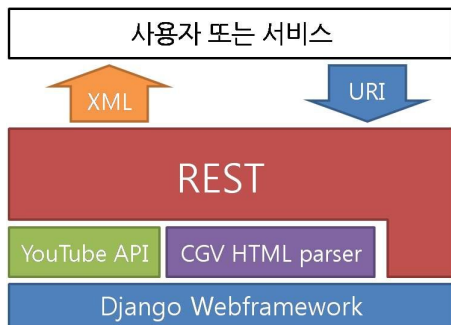 사용자 또는 서비스
XML
URI
REST
YouTube API
CGV HTML parser
Django Webframework